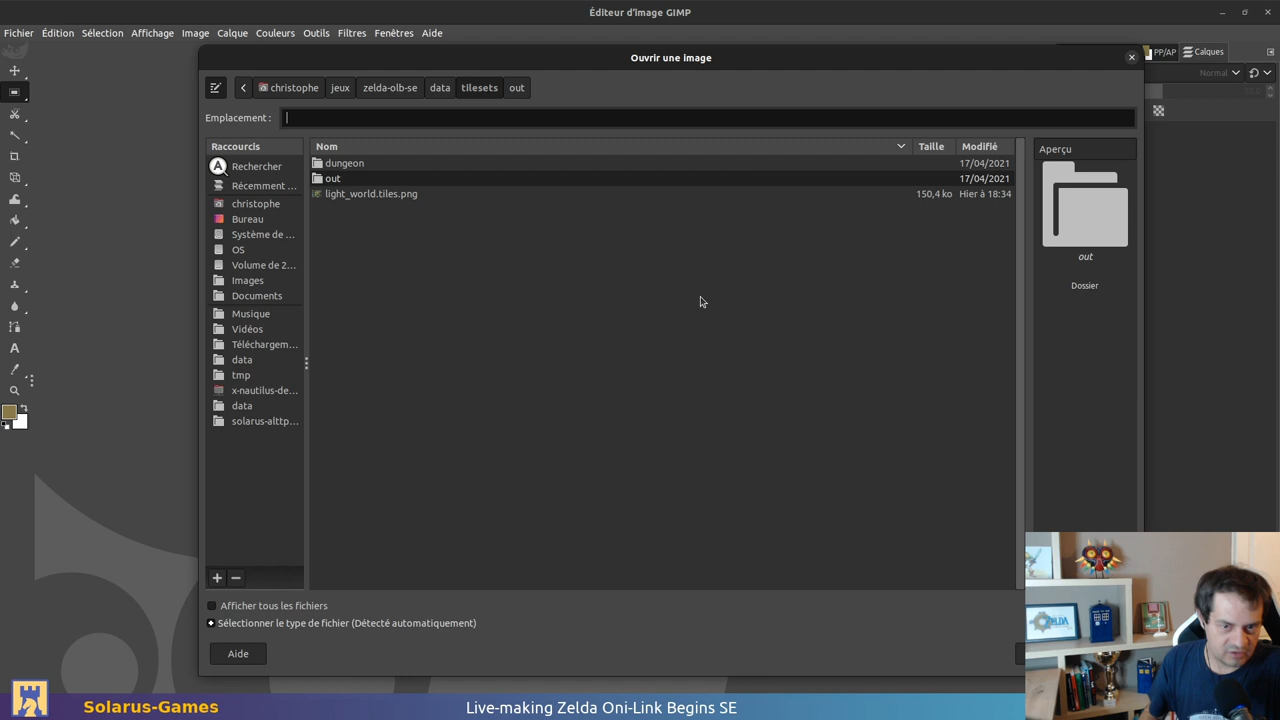 Éditeur d'image GIMP
Fichier Édition Sélection Affichage Image Calque Couleurs Outils Filtres Fenêtres Aide
Ouvrir une image
PP/AP Calques
Normal
christophe jeux zelda-olb-se data tilesets out
Emplacement :
Raccourcis
Nom Taille Modifié
Aperçu
Rechercher
Récemment ...
christophe
Bureau
Système de ...
OS
Volume de 2...
Images
Documents
Musique
Vidéos
Téléchargem...
data
tmp
x-nautilus-de...
data
solarus-alttp...
dungeon 17/04/2021
out 17/04/2021
light_world.tiles.png 150,4 ko Hier à 18:34
out
Dossier
Afficher tous les fichiers
Sélectionner le type de fichier (Détecté automatiquement)
Aide
Solarus-Games
Live-making Zelda Oni-Link Begins SE